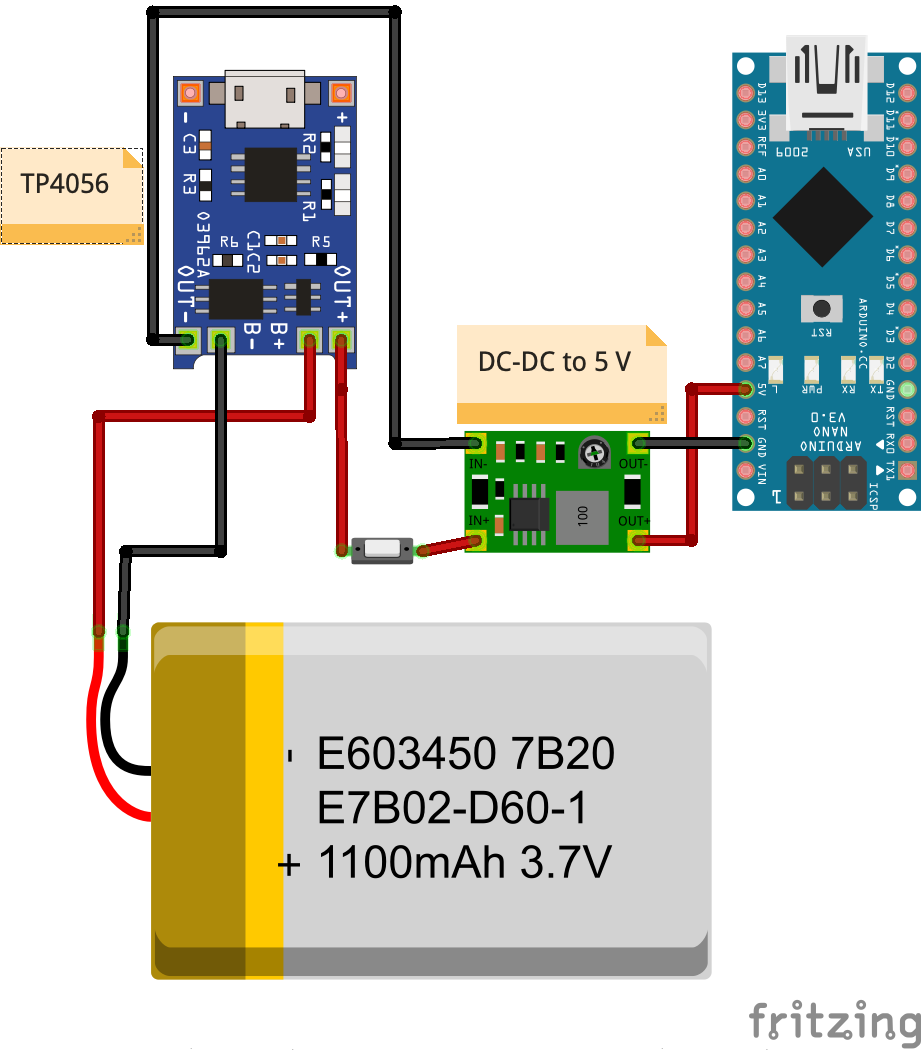 TP4056
-
+
C3
R3
R2
R1
03962A
R6
C1
C2
R5
OUT-
B-
B+
OUT+
DC-DC to 5 V
IN-
OUT-
IN+
OUT+
100
USA
2009
D13
3V3
REF
A0
A1
A2
A3
A4
A5
A6
A7
5V
RST
GND
VIN
D12
D11
D10
D9
D8
D7
D6
D5
D4
D3
D2
GND
RST
RX0
TX1
RST
ARDUINO.CC
L
PWR
RX
TX
ARDUINO
NANO
V3.0
1
ICSP
- E603450 7B20
E7B02-D60-1
+ 1100mAh 3.7V
fritzing